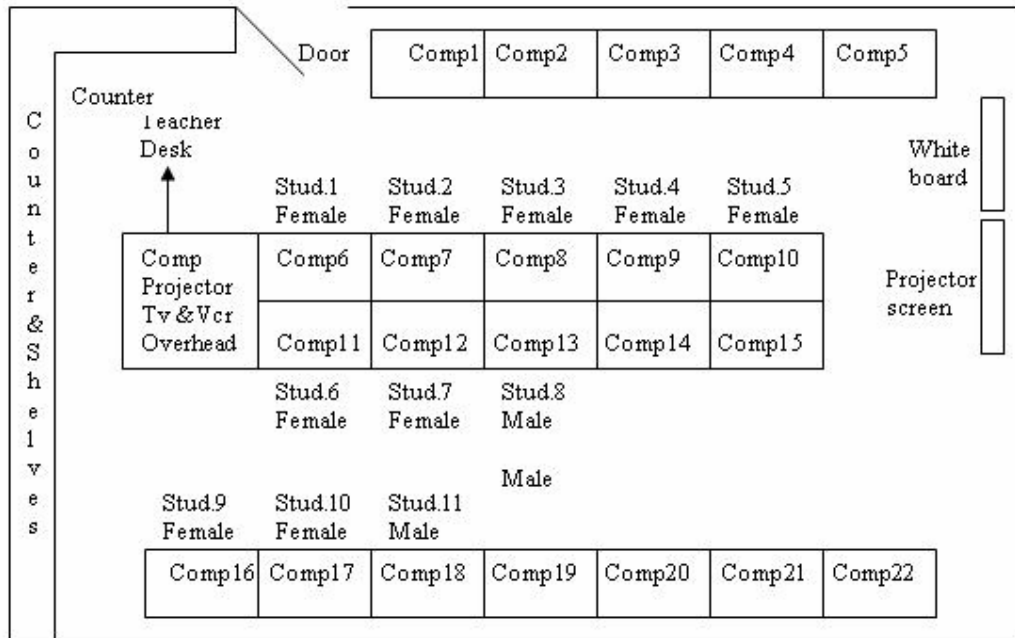 Door
Comp1 Comp2 Comp3 Comp4 Comp5
Counter
Teacher
Desk
White
board
Counter&Shelves
Stud.1 Stud.2 Stud.3 Stud.4 Stud.5
Female Female Female Female Female
Comp
Projector
Tv &Vcr
Overhead
Comp6 Comp7 Comp8 Comp9 Comp10
Comp11 Comp12 Comp13 Comp14 Comp15
Projector
screen
Stud.6 Stud.7 Stud.8
Female Female Male
Male
Stud.9 Stud.10 Stud.11
Female Female Male
Comp16 Comp17 Comp18 Comp19 Comp20 Comp21 Comp22